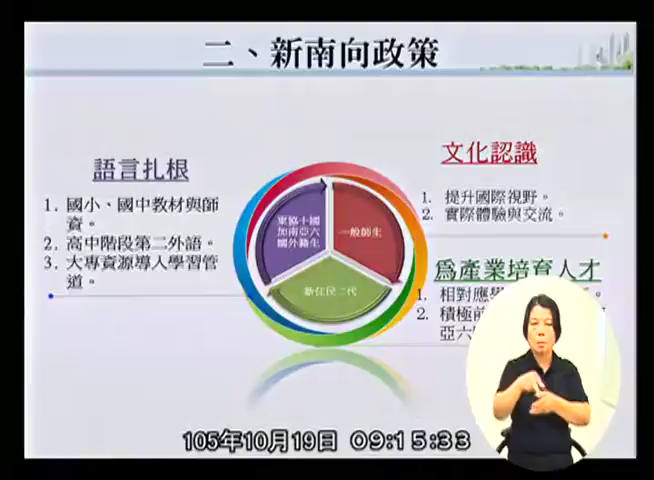 二、新南向政策
語言扎根
1. 國小、國中教材與師
資。
2. 高中階段第二外語。
3. 大專資源導入學習管
道。
東協十國
加南亞六
國外籍生
一般師生
新住民二代
文化認識
1. 提升國際視野。
2. 實際體驗與交流。
為產業培育人才
1. 相對應
2. 積極前
亞六
105年10月19日 09:15:33